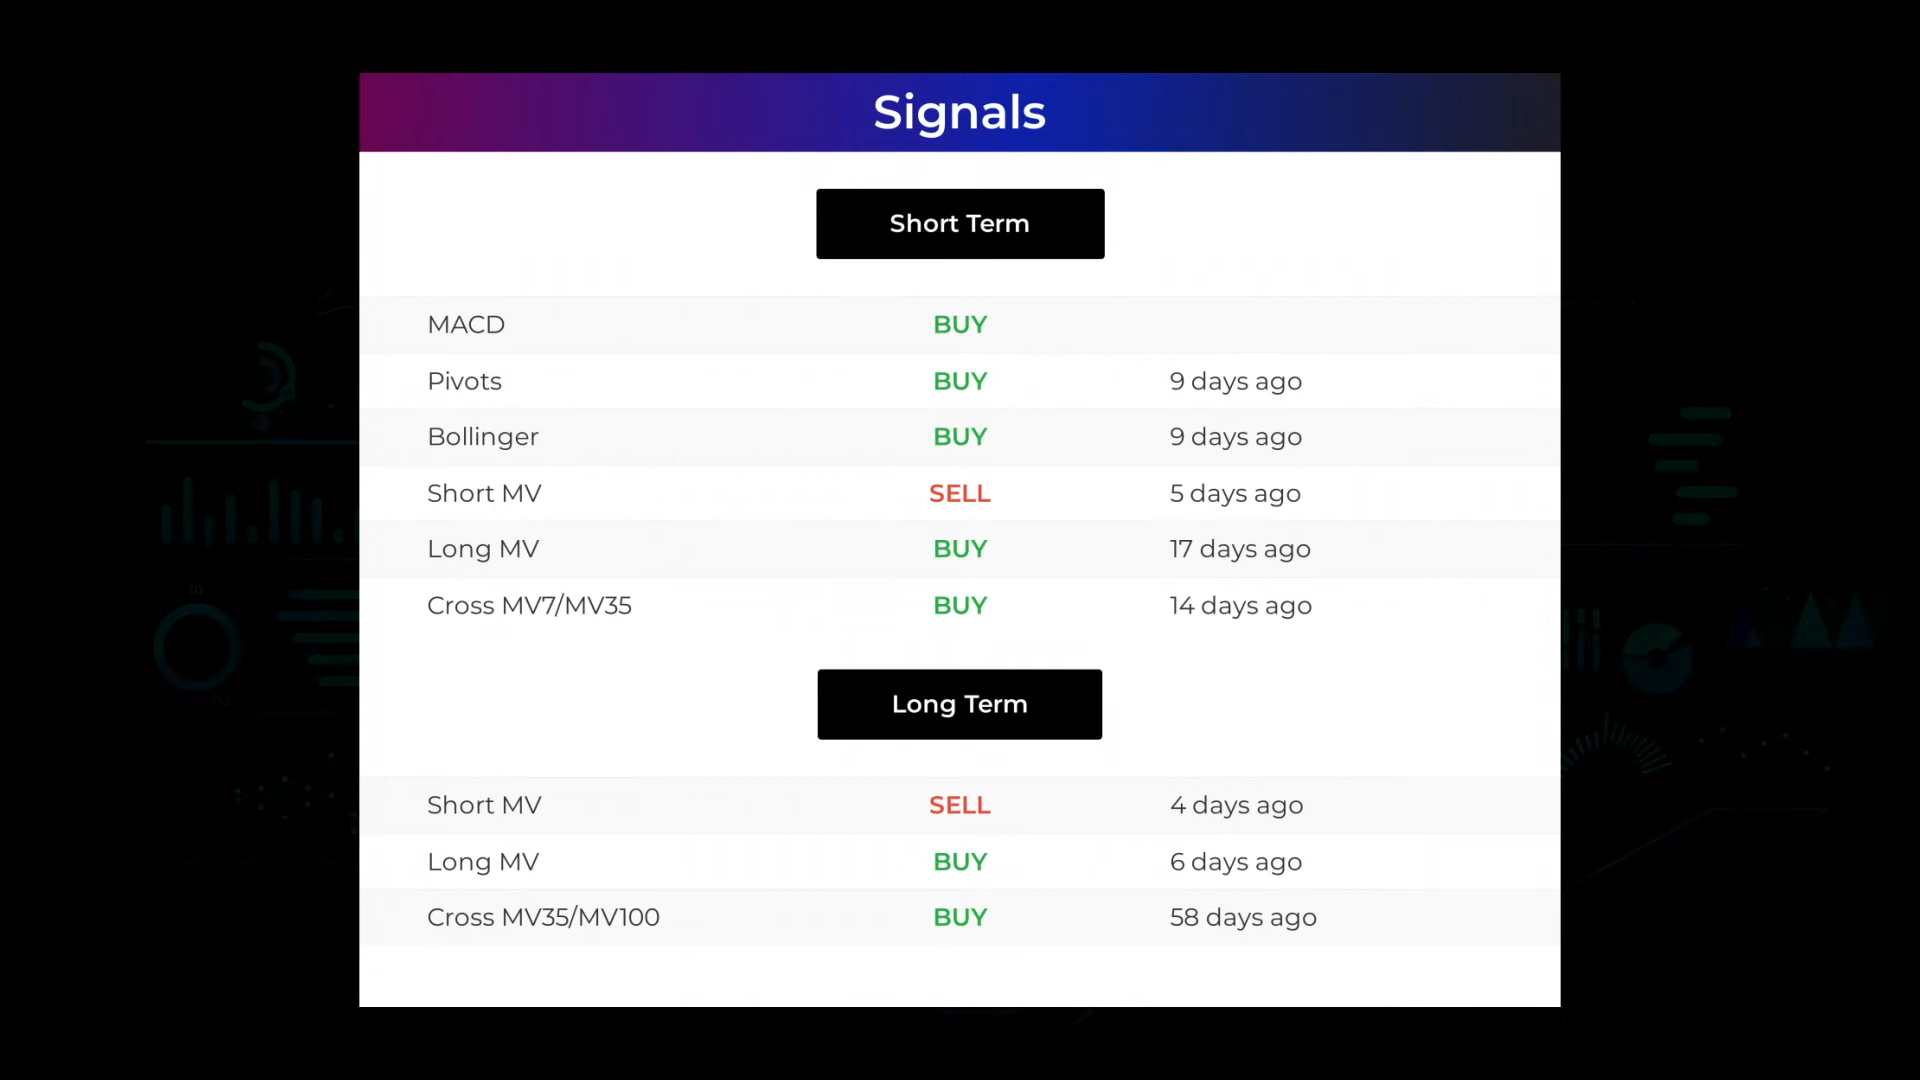 Signals
Short Term
MACD BUY
Pivots BUY 9 days ago
Bollinger BUY 9 days ago
Short MV SELL 5 days ago
Long MV BUY 17 days ago
Cross MV7/MV35 BUY 14 days ago
Long Term
Short MV SELL 4 days ago
Long MV BUY 6 days ago
Cross MV35/MV100 BUY 58 days ago